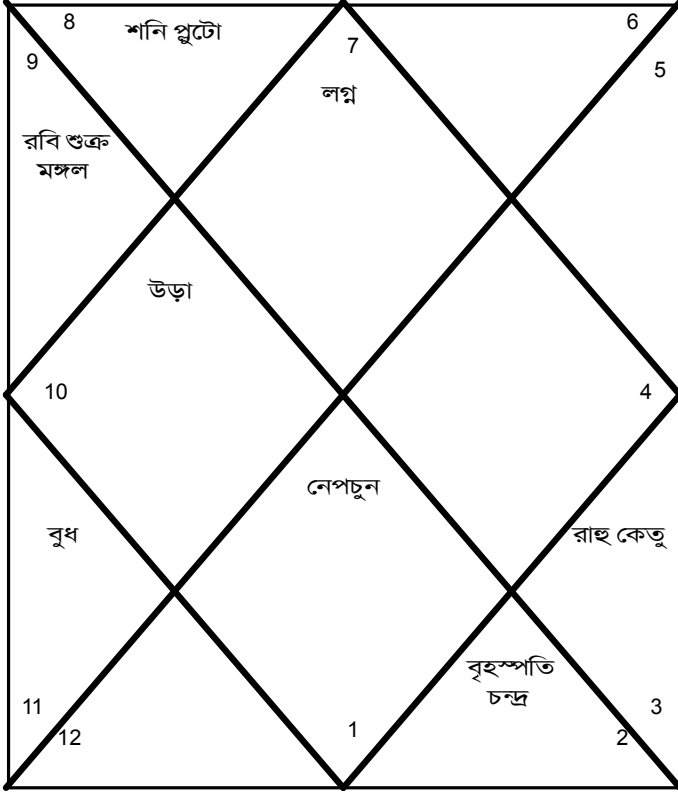 8
শনি প্লুটো
7
6
9
5
লগ্ন
রবি শুক্র
মঙ্গল
উড়া
10
4
নেপচুন
বুধ
রাহু কেতু
বৃহস্পতি
চন্দ্র
11
3
12
1
2